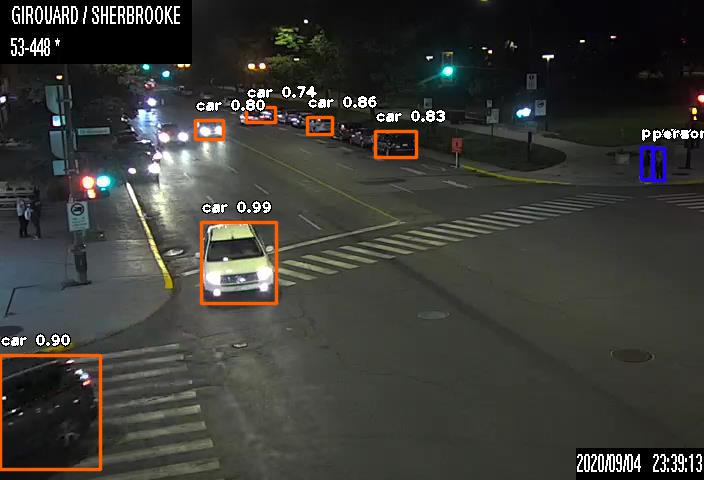 GIROUARD / SHERBROOKE
53-448 *
car 0.74
car 0.80
car 0.86
car 0.83
person
car 0.99
car 0.90
2020/09/04 23:39:13